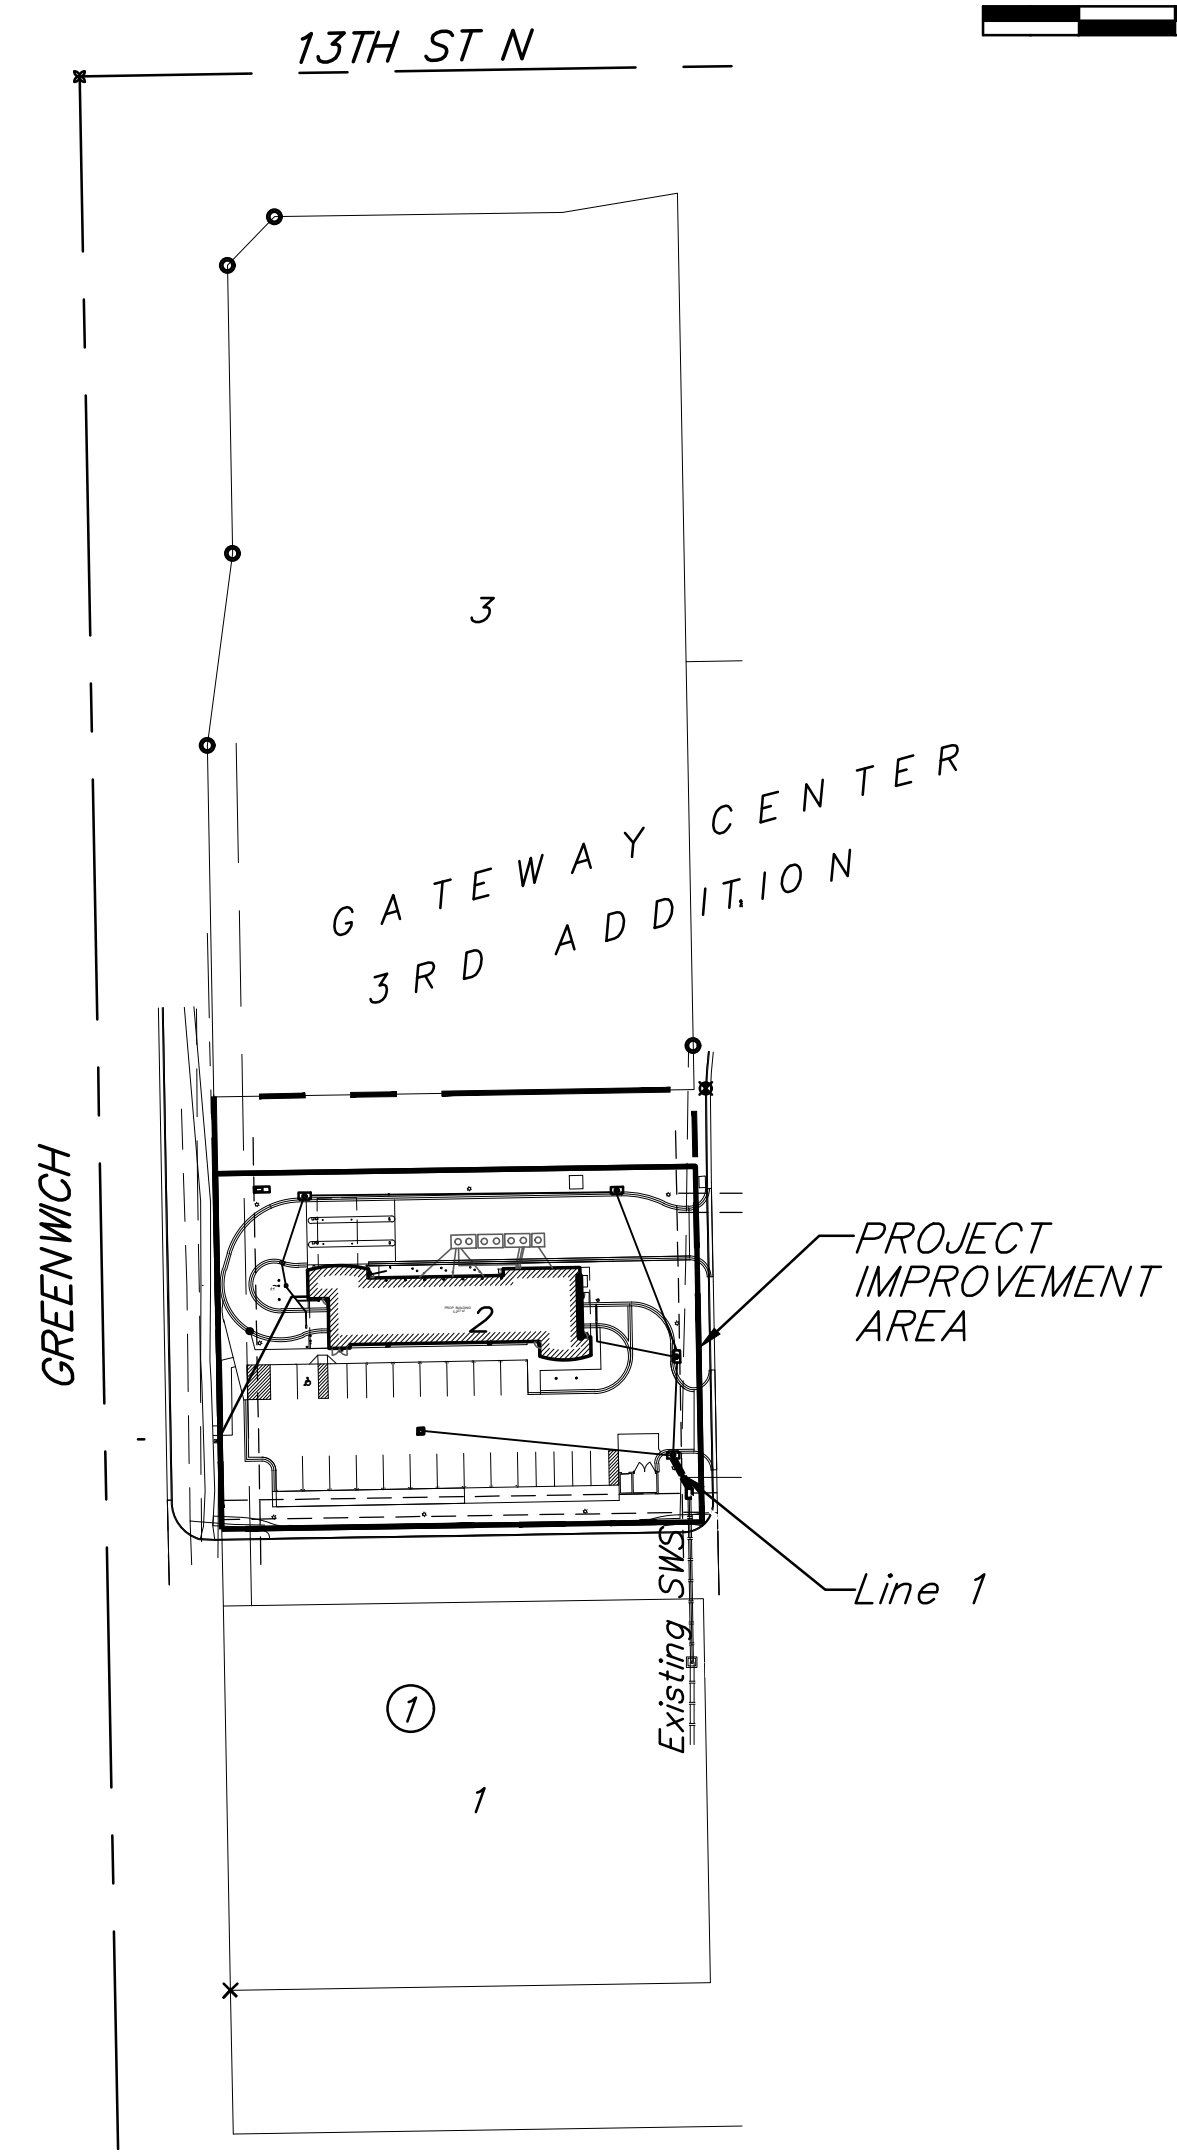 13TH ST N
3
GATEWAY CENTER
3RD ADDITION
GREENWICH
PROJECT
IMPROVEMENT
AREA
2
Line 1
Existing SWS
1
1